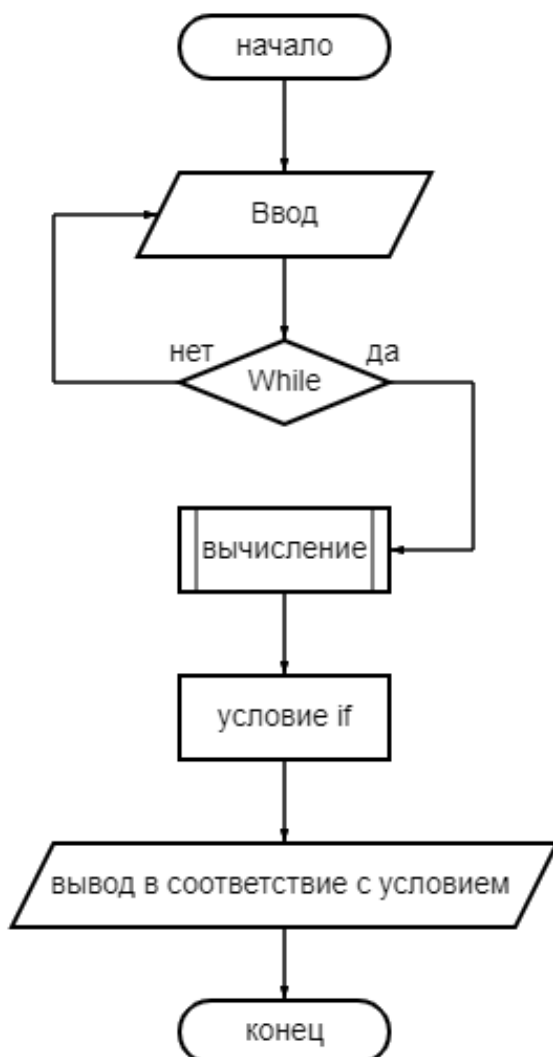 начало
Ввод
нет
да
While
вычисление
условие if
вывод в соответствие с условием
конец